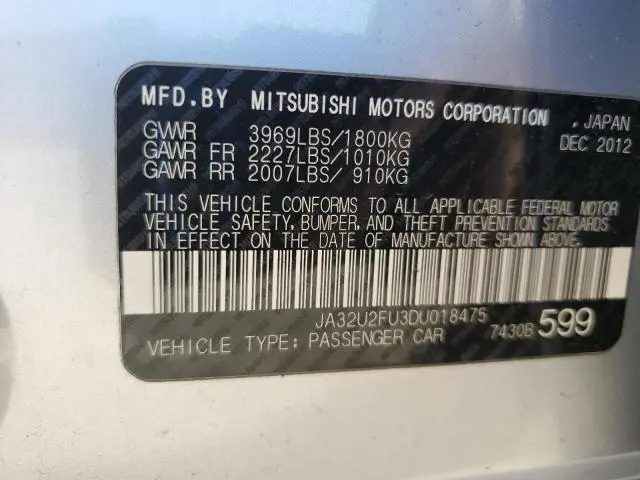 MFD.BY MITSUBISHI MOTORS CORPORATION , JAPAN
GVWR 3969LBS/1800KG DEC 2012
GAWR FR 2227LBS/1010KG
GAWR RR 2007LBS/ 910KG
THIS VEHICLE CONFORMS TO ALL APPLICABLE FEDERAL MOTOR
VEHICLE SAFETY, BUMPER, AND THEFT PREVENTION STANDARDS
IN EFFECT ON THE DATE OF MANUFACTURE SHOWN ABOVE.
JA32U2FU3DU018475
VEHICLE TYPE: PASSENGER CAR 7430B 599